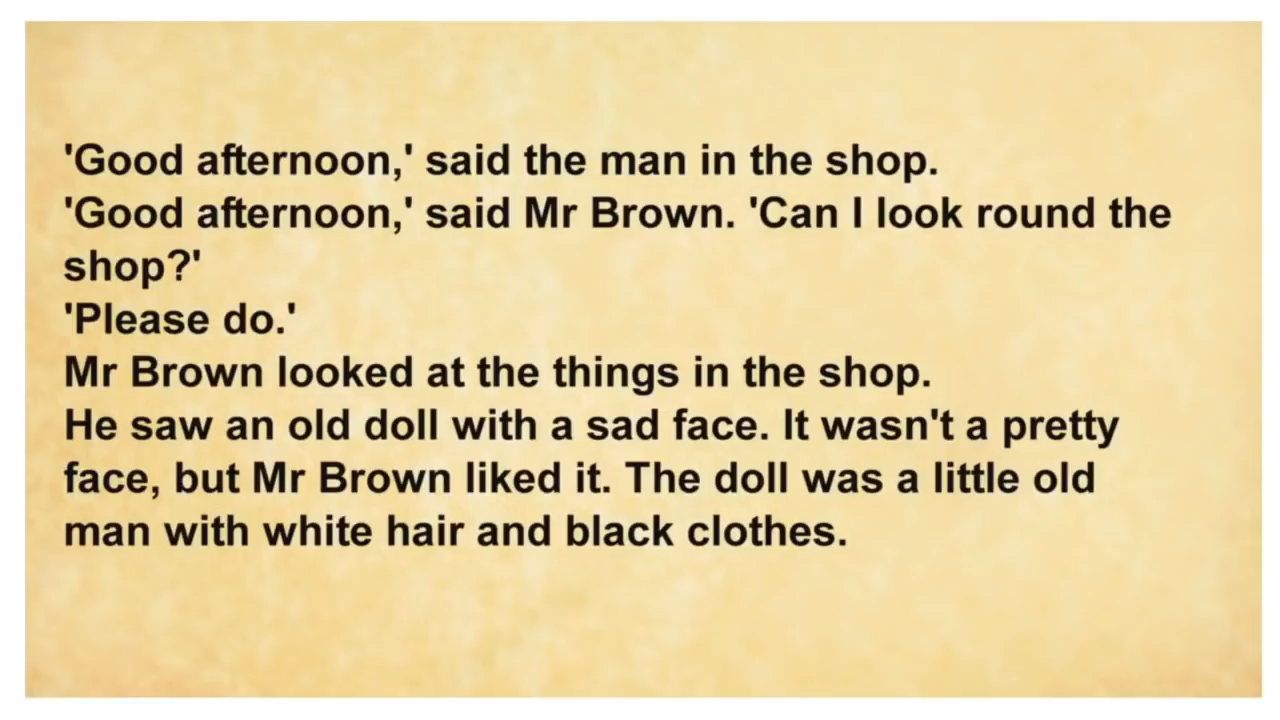 'Good afternoon,' said the man in the shop.
'Good afternoon,' said Mr Brown. 'Can I look round the
shop?'
'Please do.'
Mr Brown looked at the things in the shop.
He saw an old doll with a sad face. It wasn't a pretty
face, but Mr Brown liked it. The doll was a little old
man with white hair and black clothes.